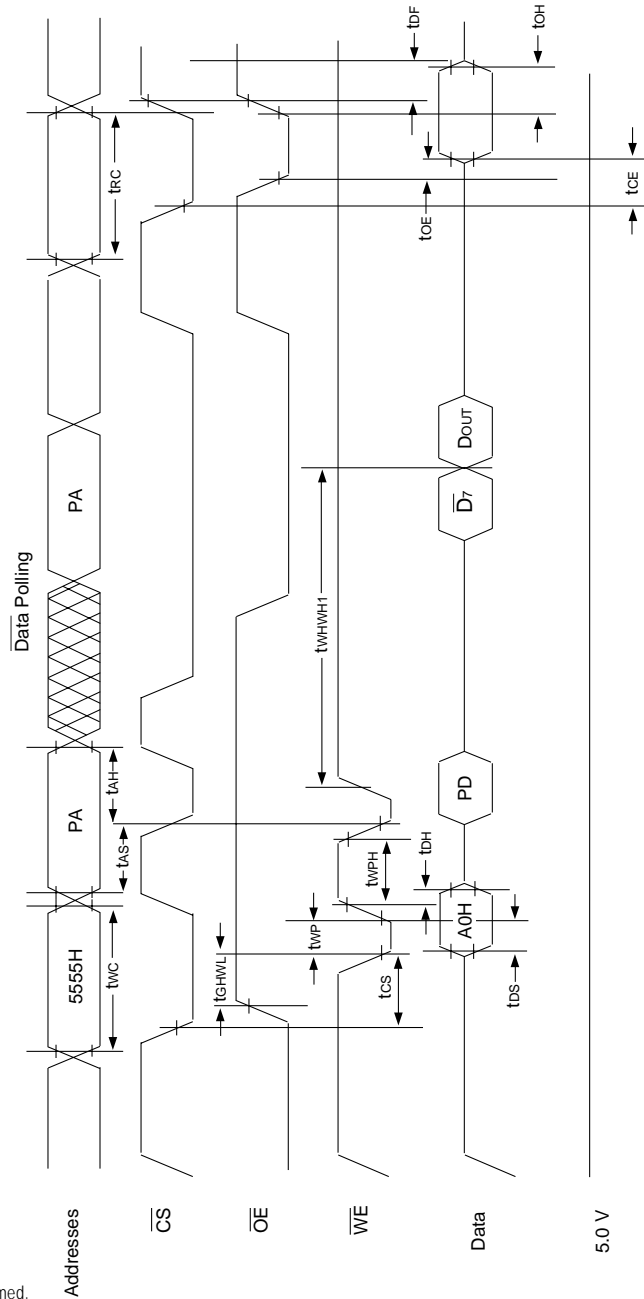 Data Polling
Addresses
5555H
PA
PA
tWC
tAS
tAH
tRC
CS
OE
tGHWL
WE
tWP
tCS
tWPH
tDH
tWHWH1
Data
A0H
PD
D7
DOUT
tDS
tOE
tDF
tOH
tCE
5.0 V
med.